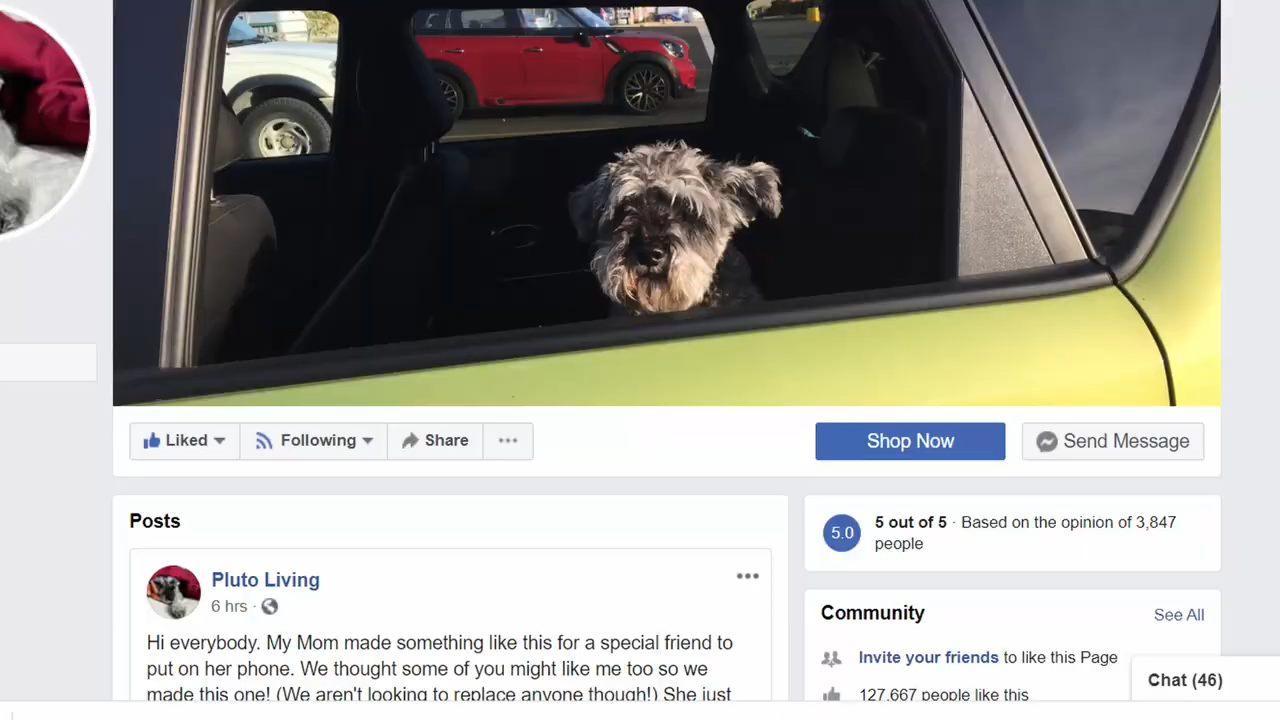 Liked
Following
Share
Shop Now
Send Message
Posts
Pluto Living
6 hrs ·
Hi everybody. My Mom made something like this for a special friend to
put on her phone. We thought some of you might like me too so we
made this one! (We aren't looking to replace anyone though!) She just
5.0
5 out of 5 · Based on the opinion of 3,847
people
Community
See All
Invite your friends to like this Page
127,667 people like this
Chat (46)